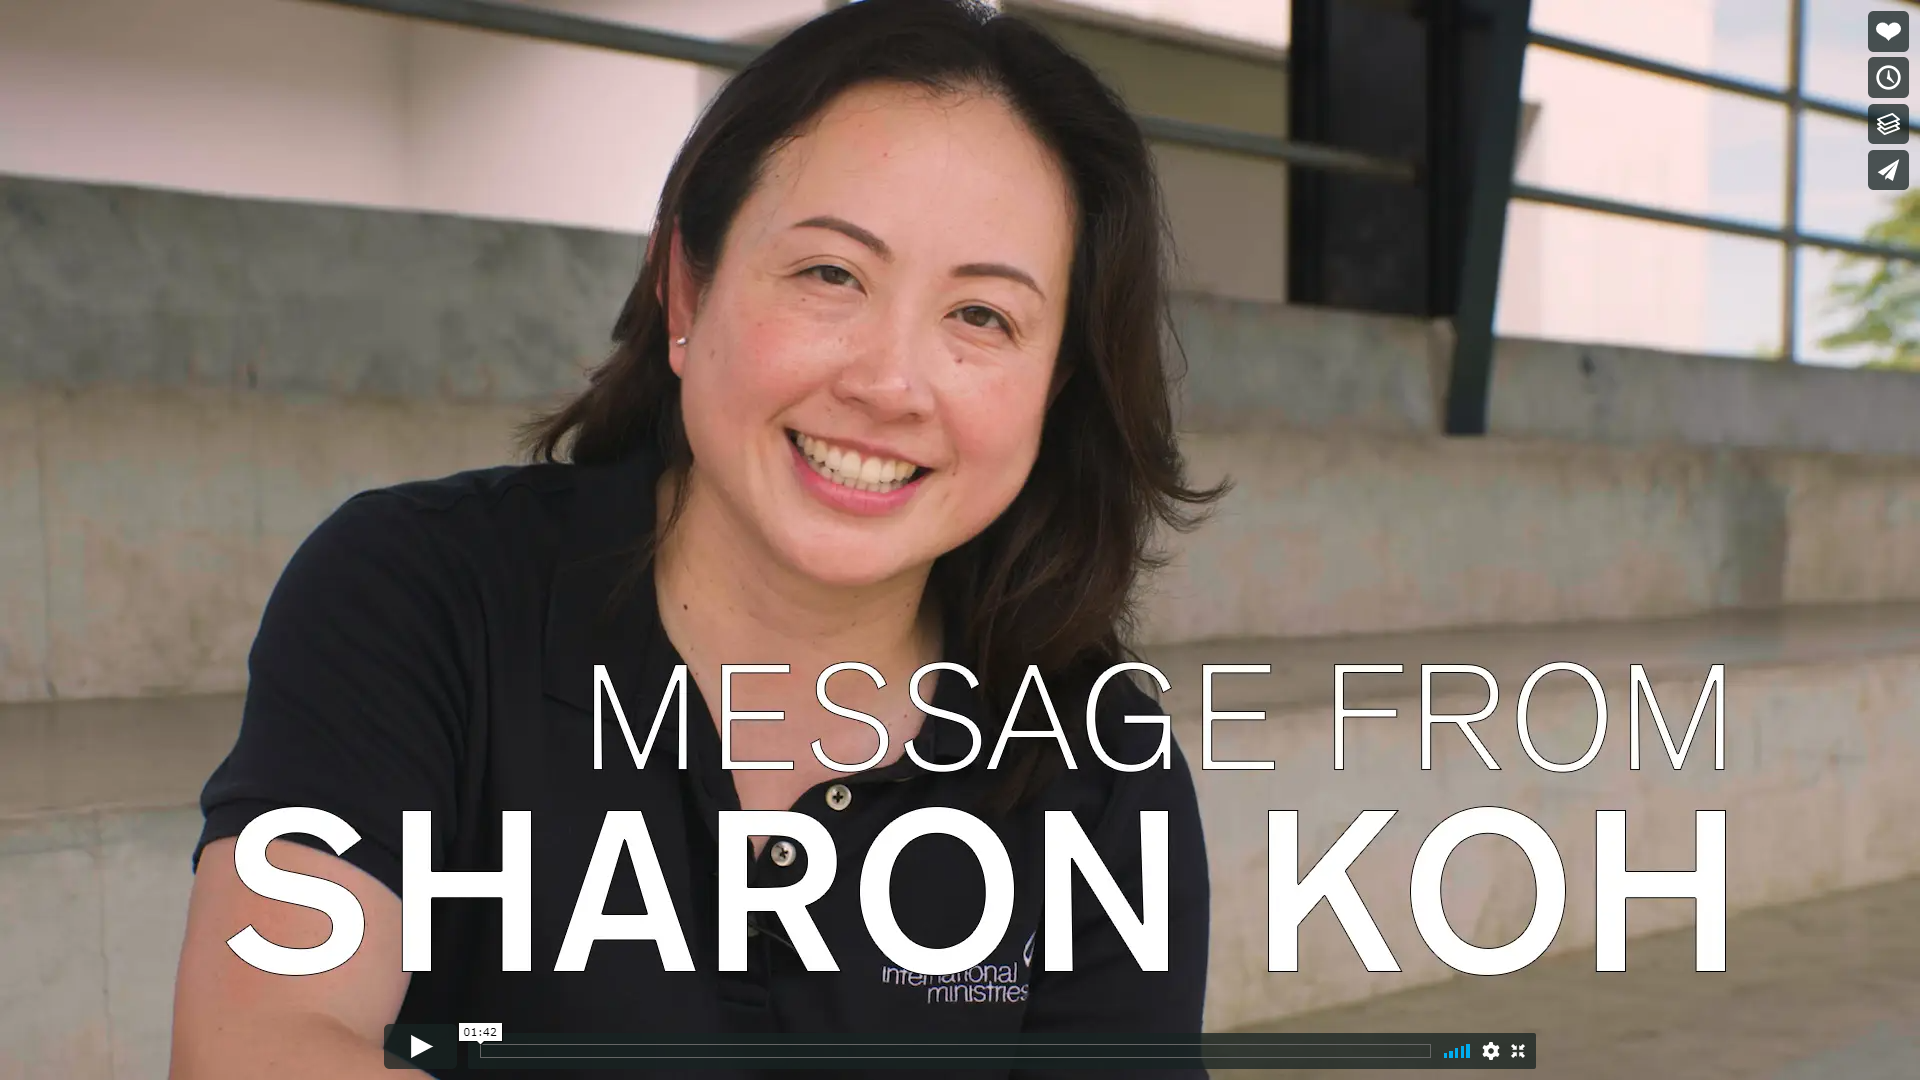 MESSAGE FROM
SHARON KOH
international
ministries
01:42